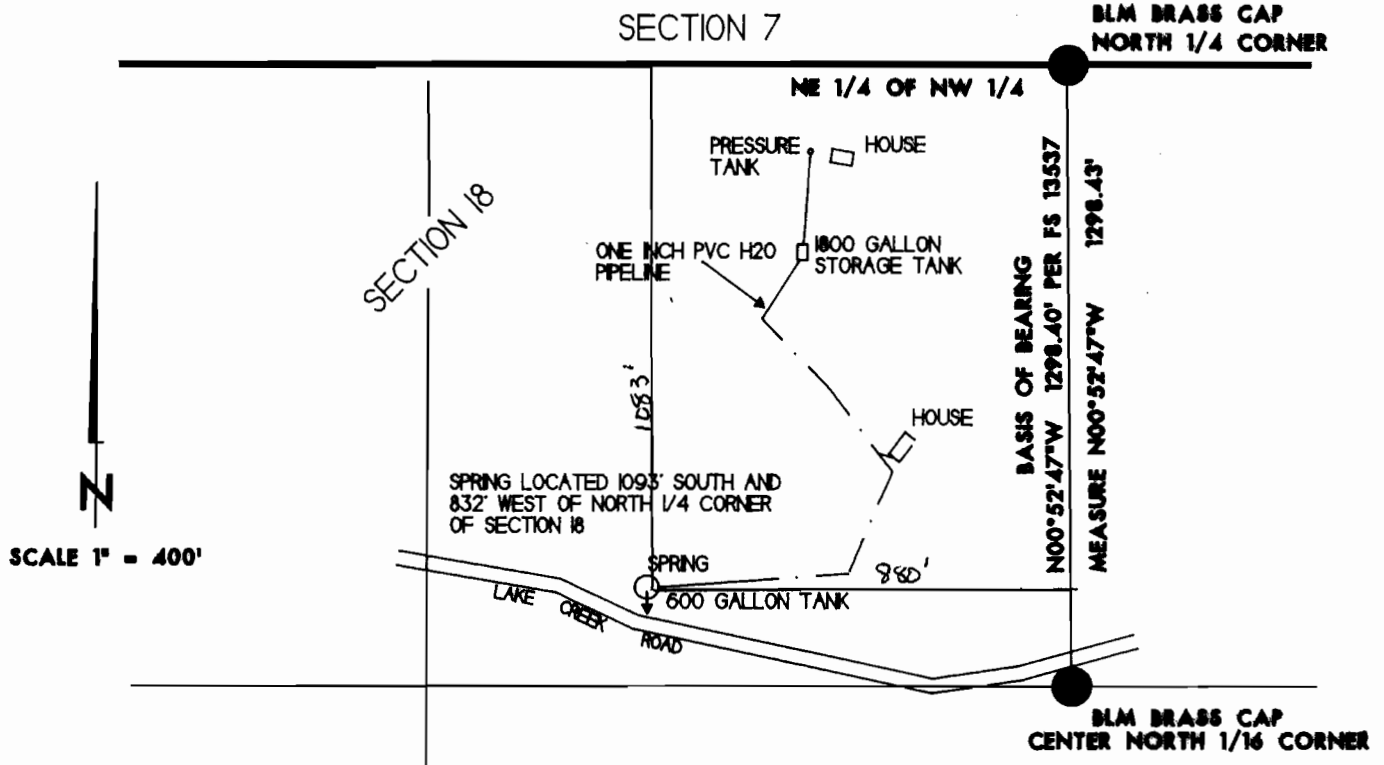 SECTION 7
BLM BRASS CAP
NORTH 1/4 CORNER
NE 1/4 OF NW 1/4
PRESSURE
TANK
HOUSE
SECTION 18
ONE INCH PVC H20
PIPELINE
1800 GALLON
STORAGE TANK
BASIS OF BEARING
N00°52'47"W 1298.40' PER FS 13537
MEASURE N00°52'47"W 1298.43'
1083'
HOUSE
SPRING LOCATED 1093' SOUTH AND
832' WEST OF NORTH 1/4 CORNER
OF SECTION 18
N
SCALE 1" = 400'
SPRING
880'
600 GALLON TANK
LAKE CREEK ROAD
BLM BRASS CAP
CENTER NORTH 1/16 CORNER